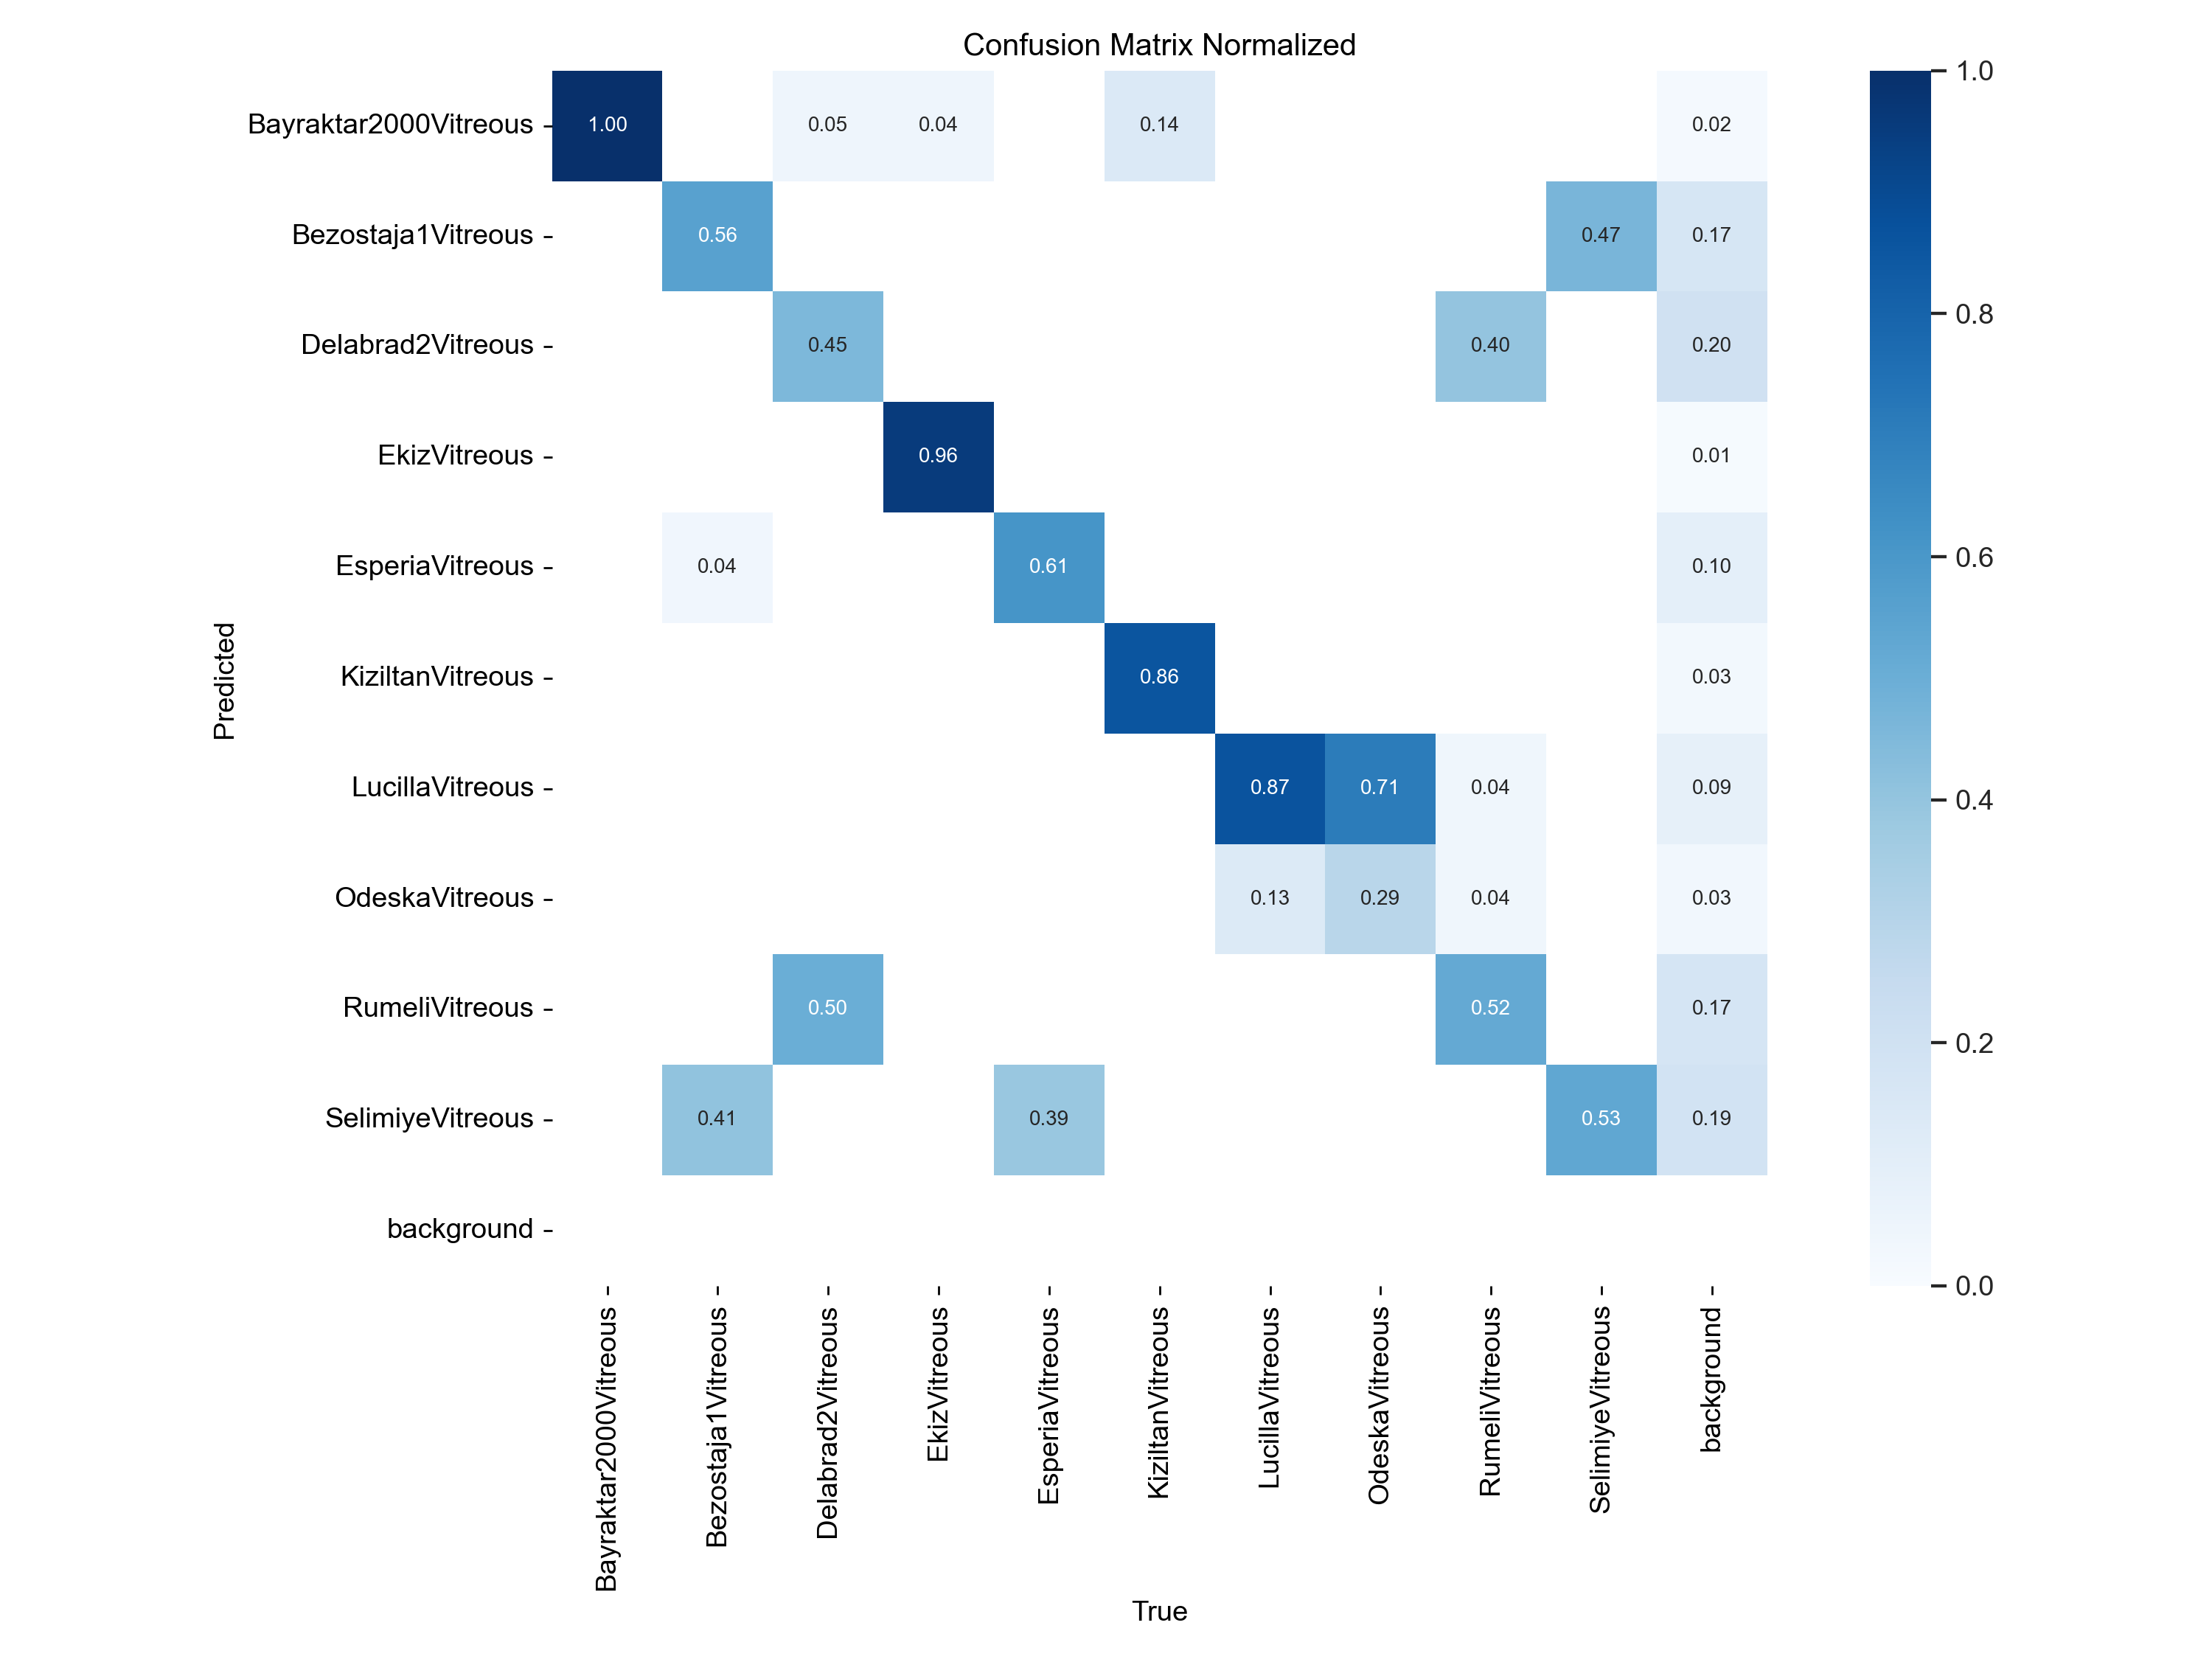 Confusion Matrix Normalized
Bayraktar2000Vitreous 1.00 0.05 0.04 0.14 0.02
Bezostaja1Vitreous 0.56 0.47 0.17
Delabrad2Vitreous 0.45 0.40 0.20
EkizVitreous 0.96 0.01
EsperiaVitreous 0.04 0.61 0.10
KiziltanVitreous 0.86 0.03
LucillaVitreous 0.87 0.71 0.04 0.09
OdeskaVitreous 0.13 0.29 0.04 0.03
RumeliVitreous 0.50 0.52 0.17
SelimiyeVitreous 0.41 0.39 0.53 0.19
background
Predicted
Bayraktar2000Vitreous
Bezostaja1Vitreous
Delabrad2Vitreous
EkizVitreous
EsperiaVitreous
KiziltanVitreous
LucillaVitreous
OdeskaVitreous
RumeliVitreous
SelimiyeVitreous
background
True
1.0
0.8
0.6
0.4
0.2
0.0